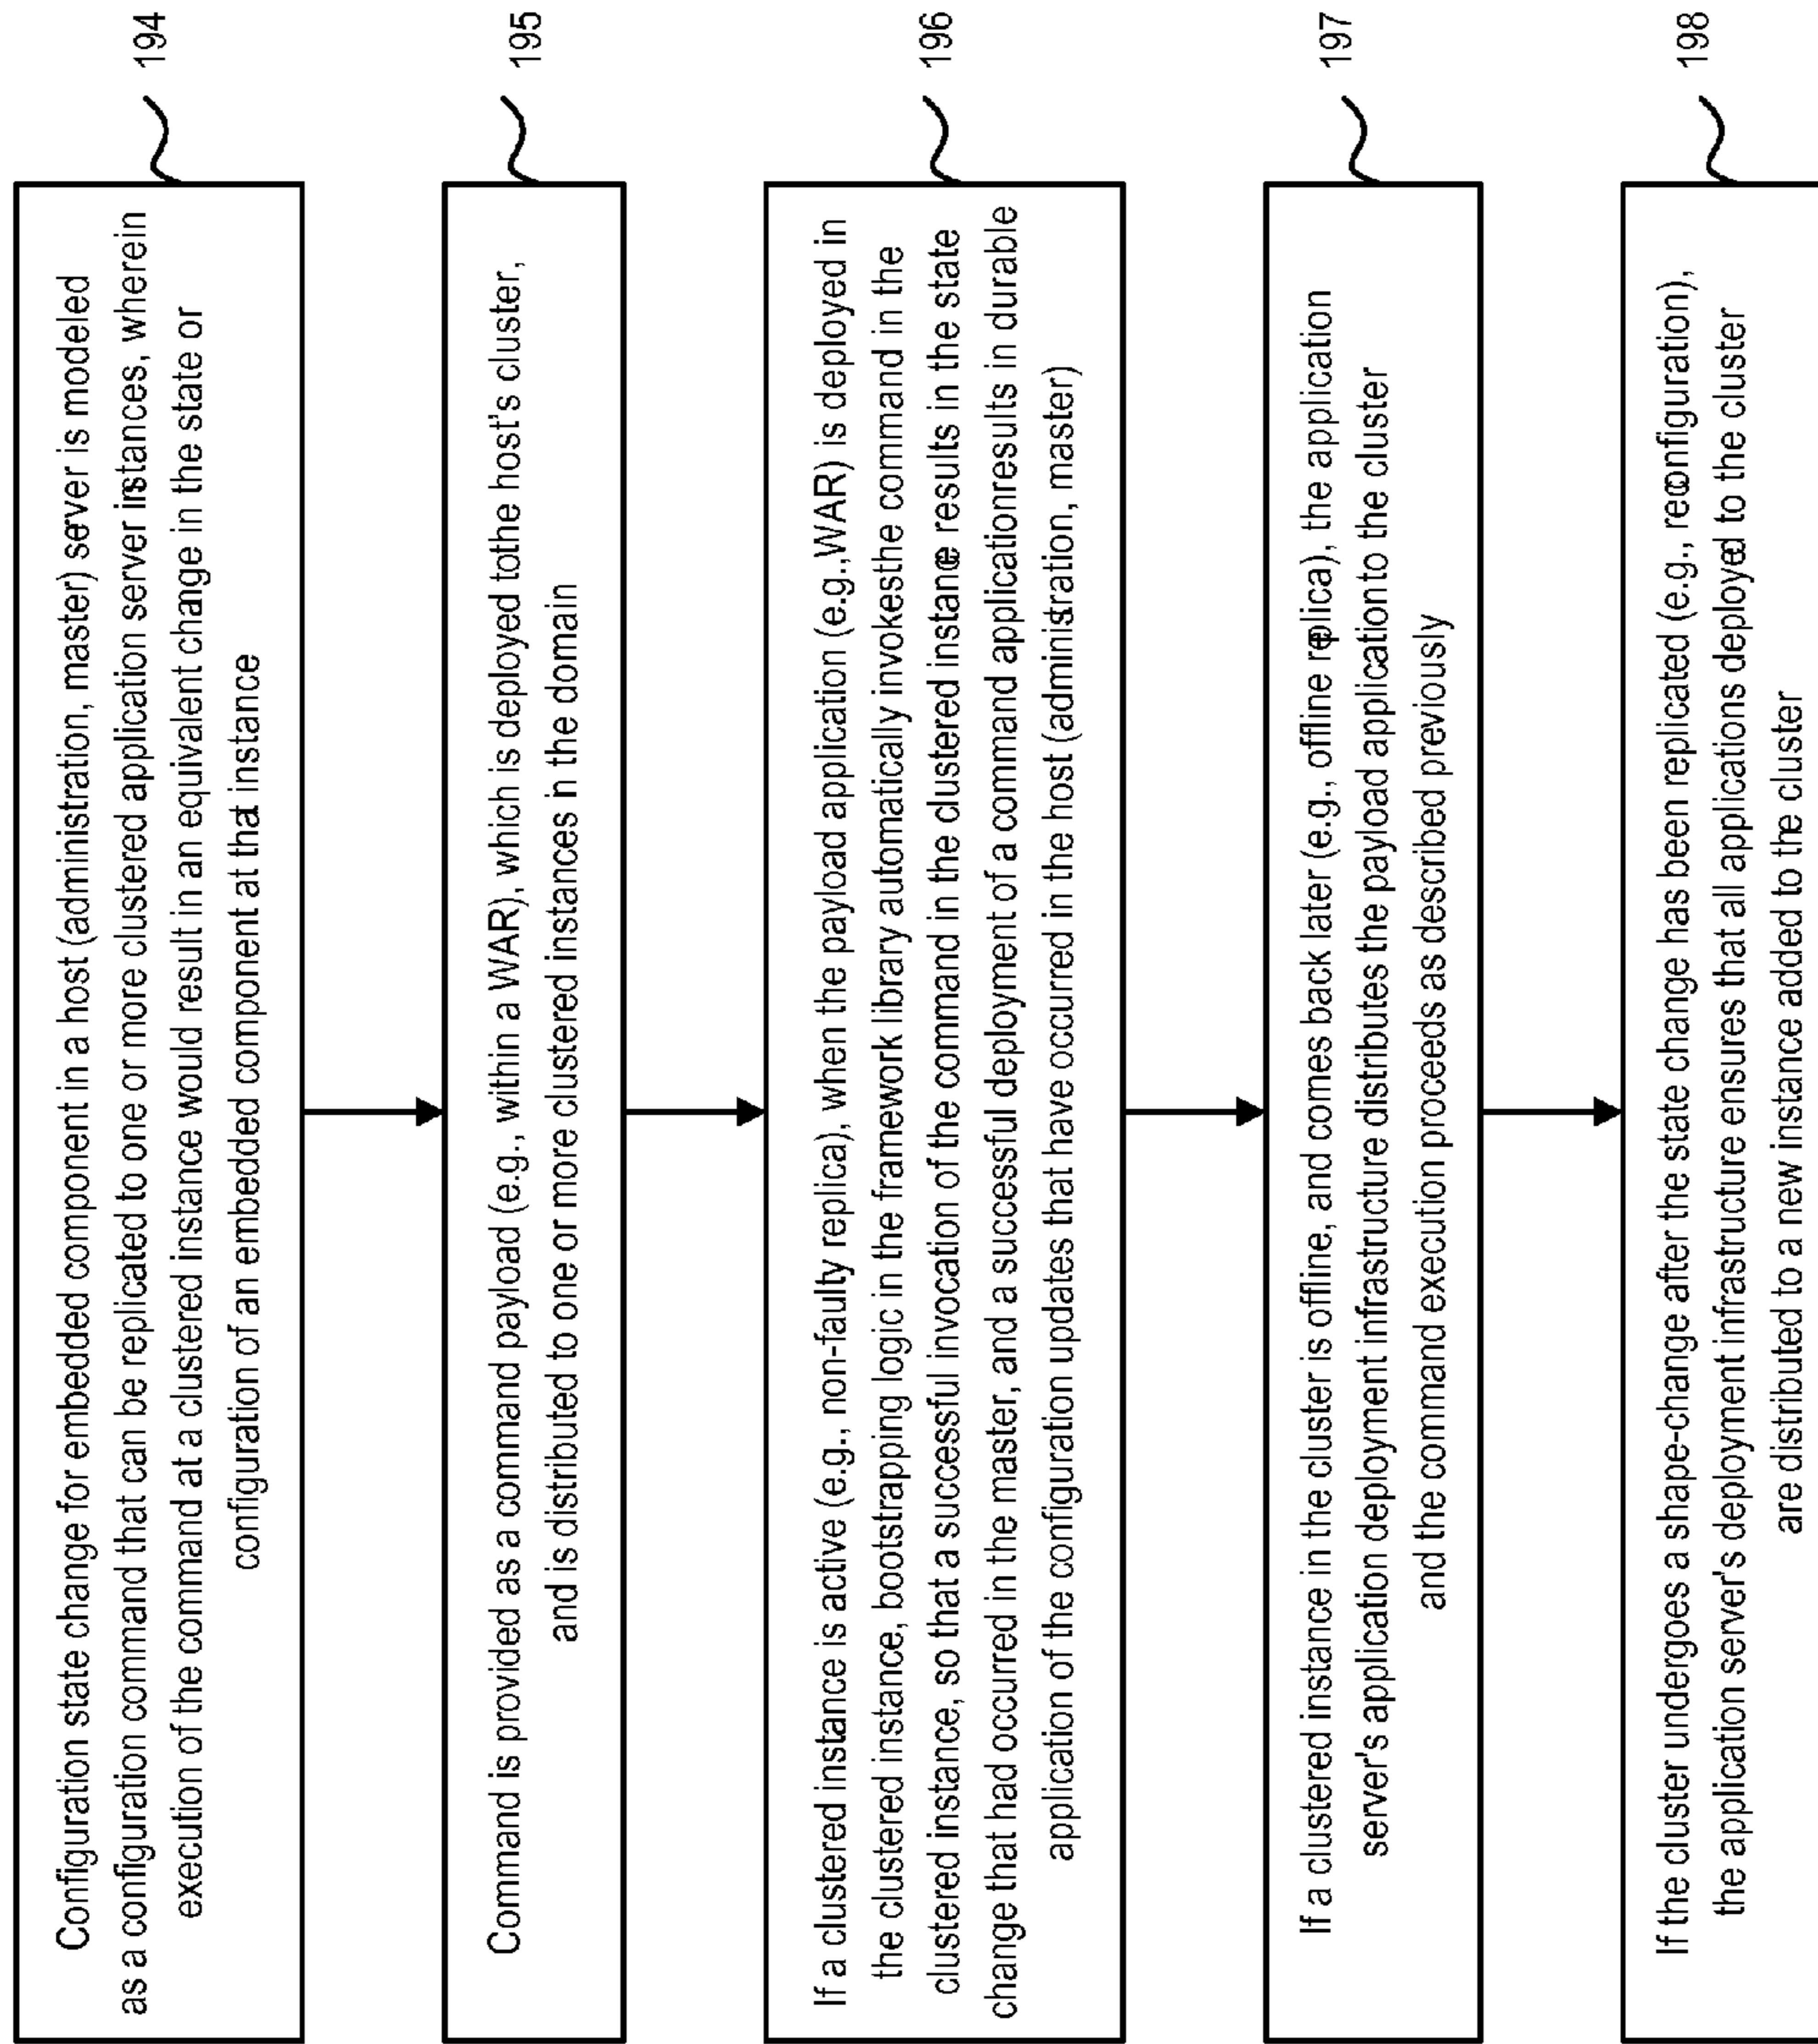 Configuration state change for embedded component in a host (administration, master) server is modeled
as a configuration command that can be replicated to one or more clustered application server instances, wherein
execution of the command at a clustered instance would result in an equivalent change in the state or
configuration of an embedded component at that instance
194
Command is provided as a command payload (e.g., within a WAR), which is deployed to the host's cluster,
and is distributed to one or more clustered instances in the domain
195
If a clustered instance is active (e.g., non-faulty replica), when the payload application (e.g., WAR) is deployed in
the clustered instance, bootstrapping logic in the framework library automatically invokes the command in the
clustered instance, so that a successful invocation of the command in the clustered instance results in the state
change that had occurred in the master, and a successful deployment of a command application results in durable
application of the configuration updates that have occurred in the host (administration, master)
196
If a clustered instance in the cluster is offline, and comes back later (e.g., offline replica), the application
server's application deployment infrastructure distributes the payload application to the cluster
and the command execution proceeds as described previously
197
If the cluster undergoes a shape-change after the state change has been replicated (e.g., reconfiguration),
the application server's deployment infrastructure ensures that all applications deployed to the cluster
are distributed to a new instance added to the cluster
198